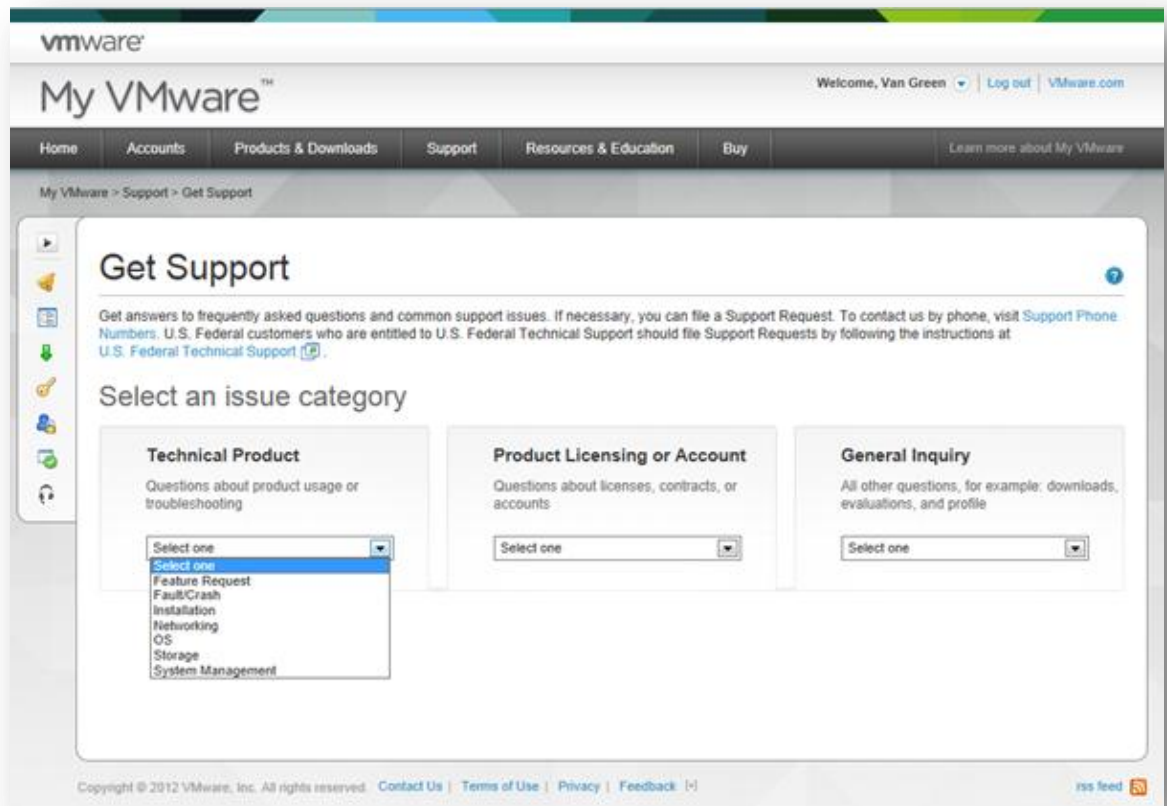 vmware
My VMware™
Welcome, Van Green | Log out | VMware.com
Home Accounts Products & Downloads Support Resources & Education Buy Learn more about My VMware
My VMware > Support > Get Support
Get Support
Get answers to frequently asked questions and common support issues. If necessary, you can file a Support Request. To contact us by phone, visit Support Phone
Numbers. U.S. Federal customers who are entitled to U.S. Federal Technical Support should file Support Requests by following the instructions at
U.S. Federal Technical Support .
Select an issue category
Technical Product
Questions about product usage or
troubleshooting
Select one
Select one
Feature Request
Fault/Crash
Installation
Networking
OS
Storage
System Management
Product Licensing or Account
Questions about licenses, contracts, or
accounts
Select one
General Inquiry
All other questions, for example: downloads,
evaluations, and profile
Select one
Copyright © 2012 VMware, Inc. All rights reserved. Contact Us | Terms of Use | Privacy | Feedback [+] rss feed